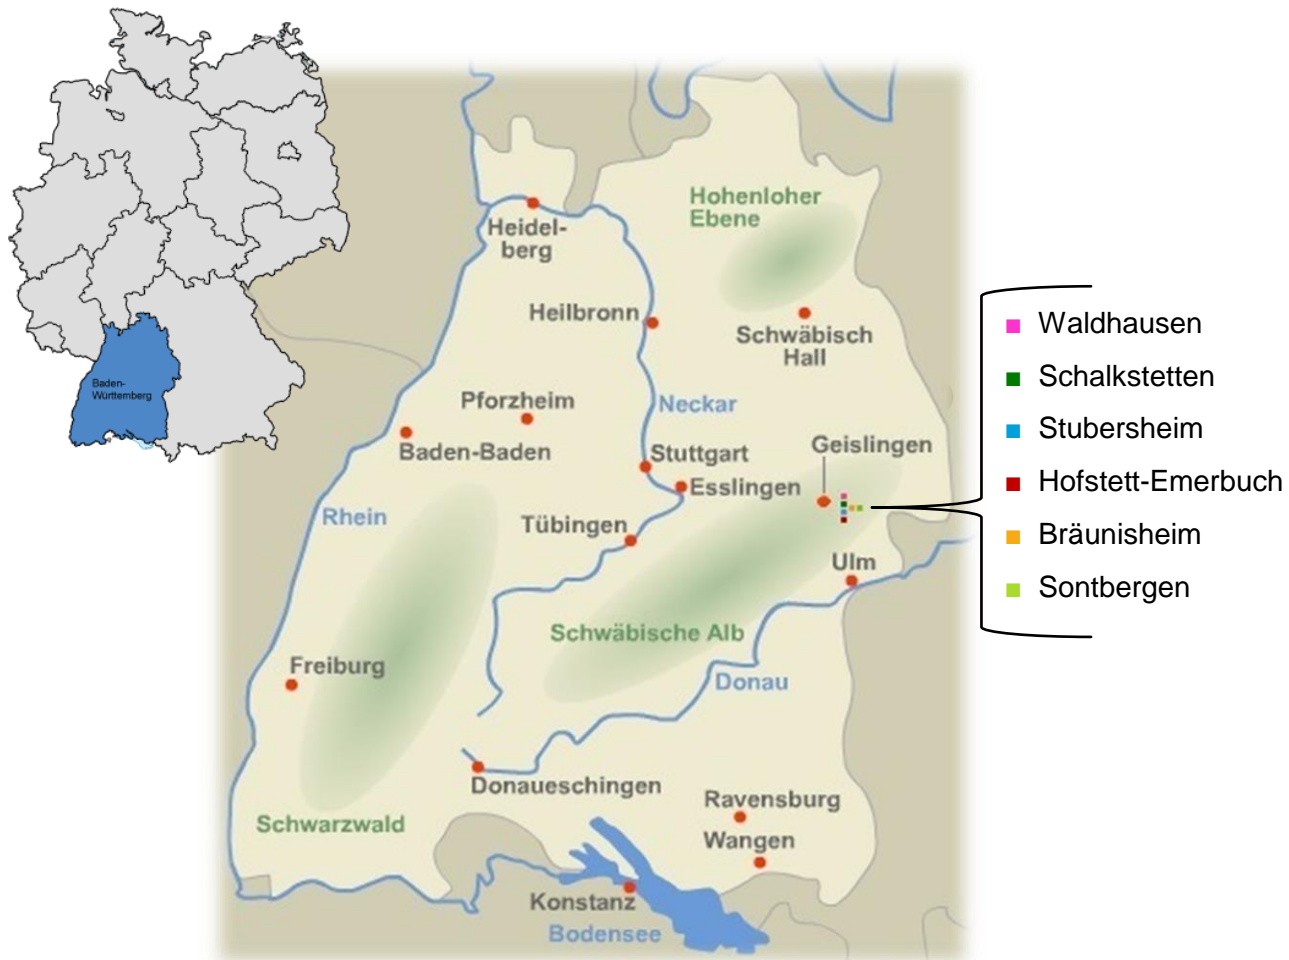 Baden-
Württemberg
Hohenloher
Ebene
Heidel-
berg
Heilbronn
Schwäbisch
Hall
Pforzheim
Neckar
Baden-Baden
Stuttgart
Geislingen
Esslingen
Rhein
Tübingen
Ulm
Schwäbische Alb
Freiburg
Donau
Donaueschingen
Ravensburg
Schwarzwald
Wangen
Konstanz
Bodensee
Waldhausen
Schalkstetten
Stubersheim
Hofstett-Emerbuch
Bräunisheim
Sontbergen